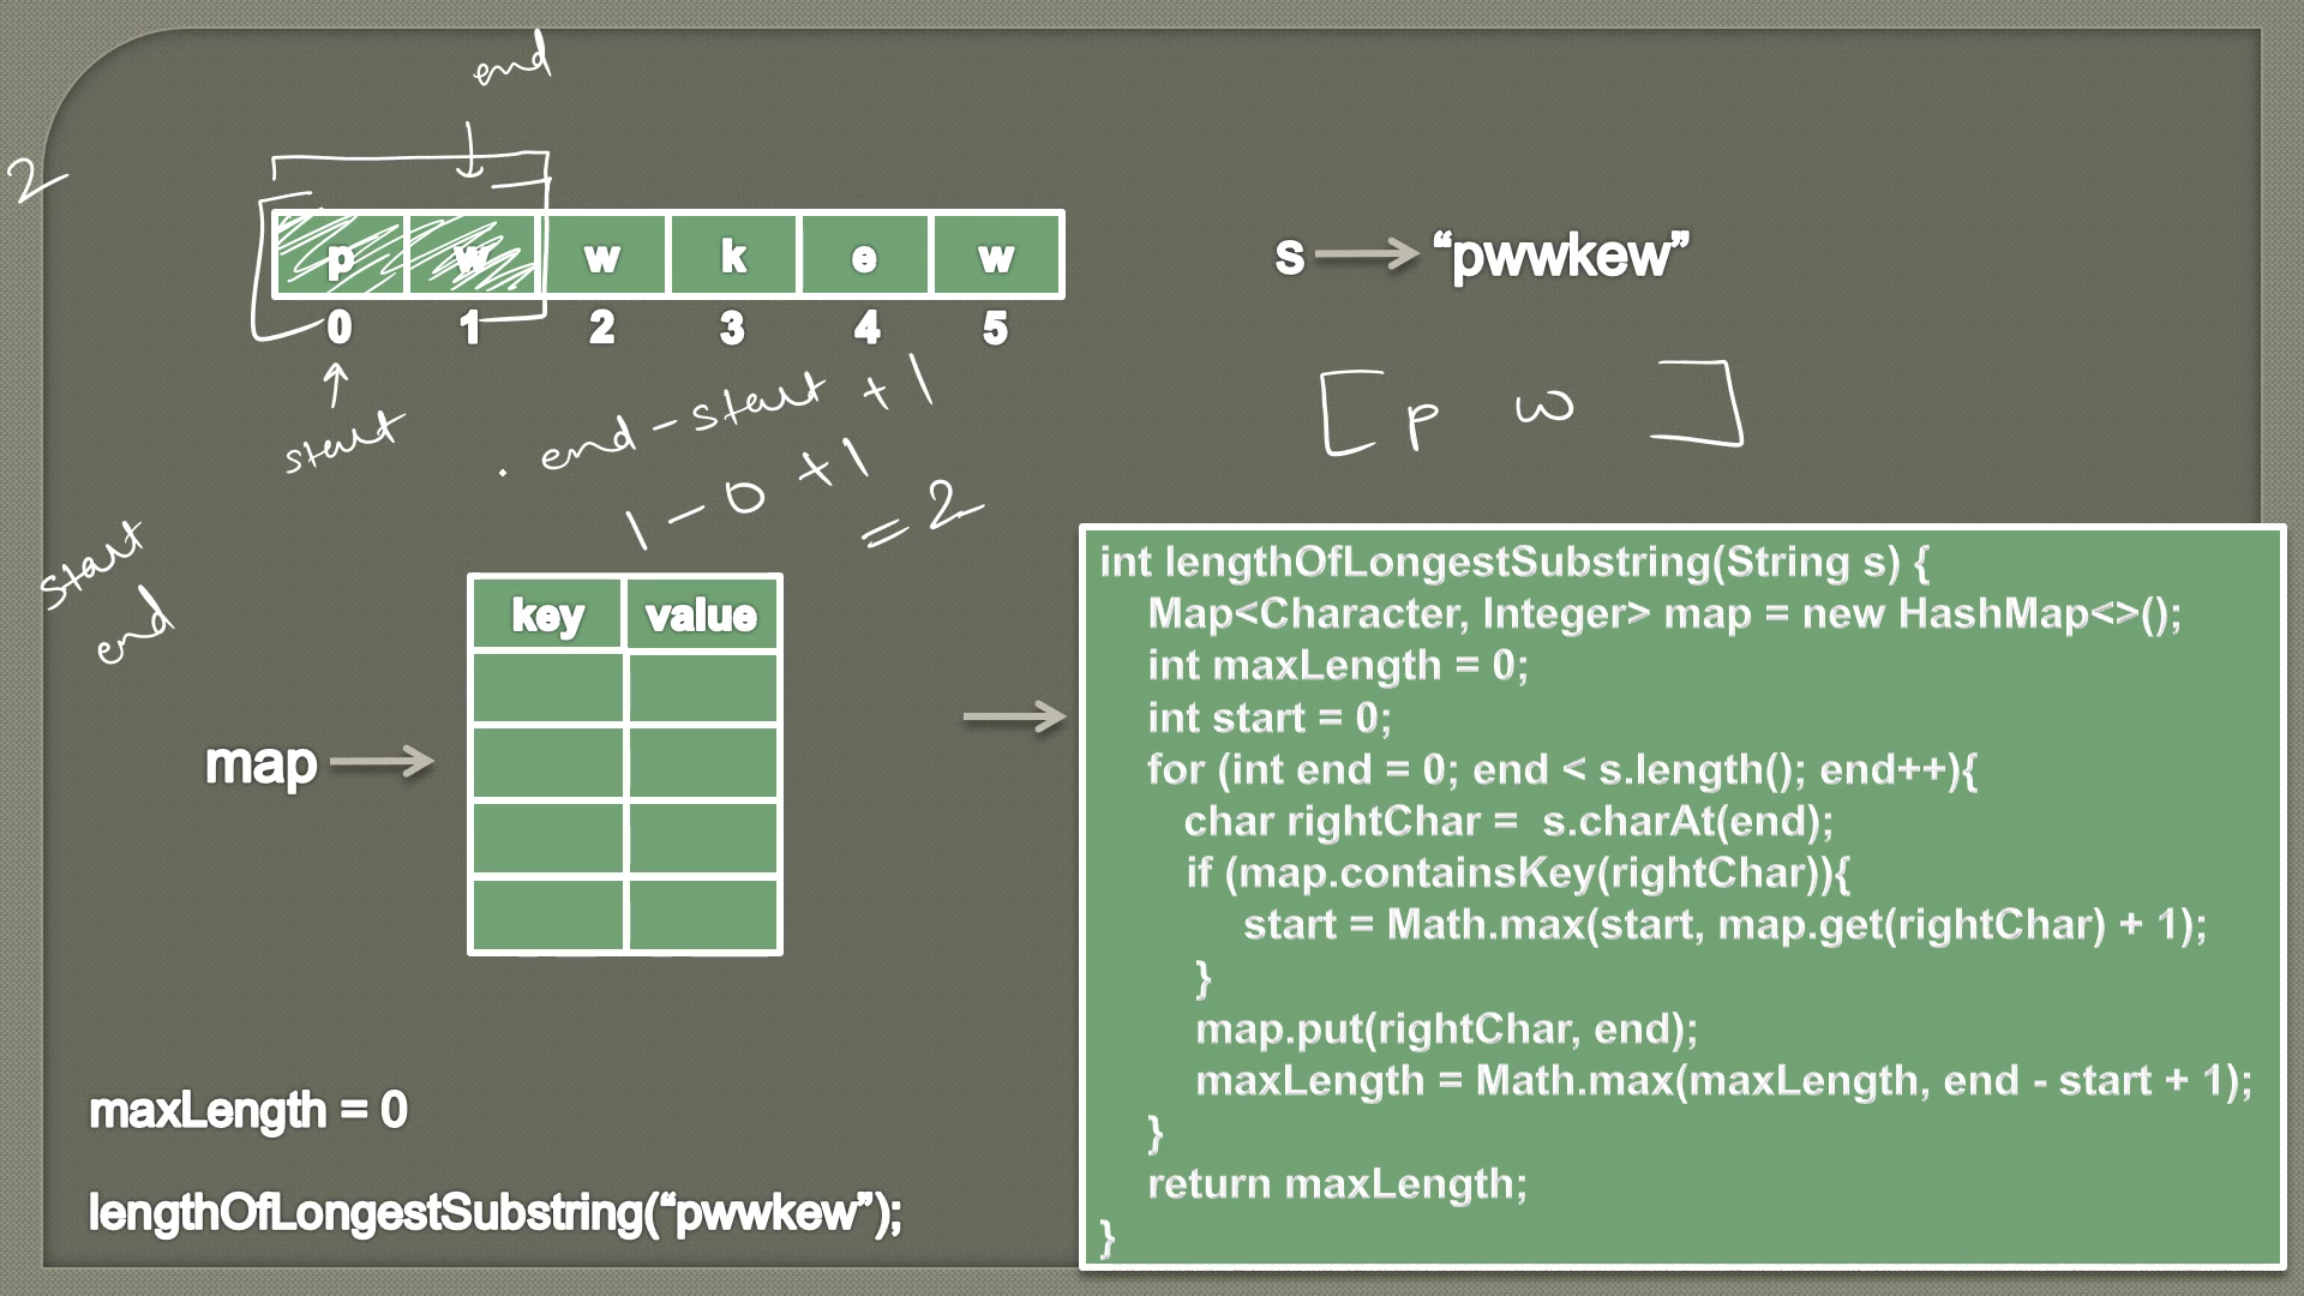 end
2
p w w k e w
0 1 2 3 4 5
s “pwwkew”
start
end - start + 1
1 - 0 + 1
= 2
[ p w ]
start
end
key value
map
maxLength = 0
lengthOfLongestSubstring(“pwwkew”);
int lengthOfLongestSubstring(String s) {
Map<Character, Integer> map = new HashMap<>();
int maxLength = 0;
int start = 0;
for (int end = 0; end < s.length(); end++){
char rightChar = s.charAt(end);
if (map.containsKey(rightChar)){
start = Math.max(start, map.get(rightChar) + 1);
}
map.put(rightChar, end);
maxLength = Math.max(maxLength, end - start + 1);
}
return maxLength;
}